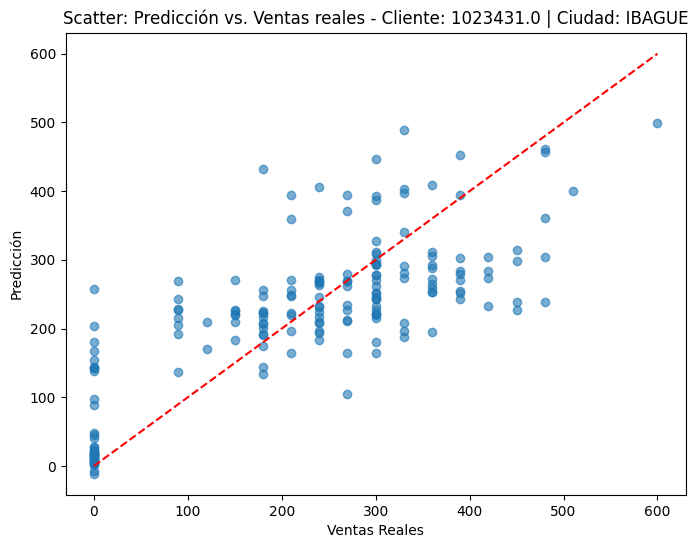 Scatter: Predicción vs. Ventas reales - Cliente: 1023431.0 | Ciudad: IBAGUE
600
500
400
300
200
100
0
Predicción
0 100 200 300 400 500 600
Ventas Reales